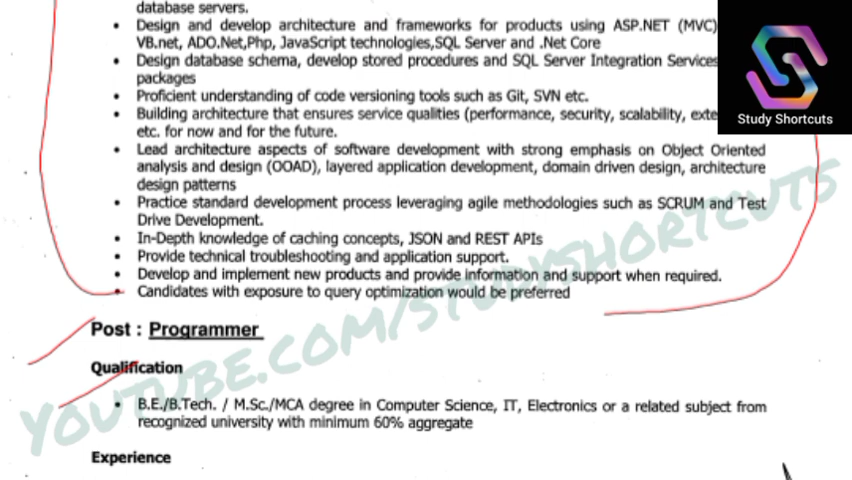 database servers.
• Design and develop architecture and frameworks for products using ASP.NET (MVC)
VB.net, ADO.Net,Php, JavaScript technologies,SQL Server and .Net Core
• Design database schema, develop stored procedures and SQL Server Integration Services
packages
• Proficient understanding of code versioning tools such as Git, SVN etc.
• Building architecture that ensures service qualities (performance, security, scalability,
etc. for now and for the future.
• Lead architecture aspects of software development with strong emphasis on Object Oriented
analysis and design (OOAD), layered application development, domain driven design, architecture
design patterns
• Practice standard development process leveraging agile methodologies such as SCRUM and Test
Drive Development.
• In-Depth knowledge of caching concepts, JSON and REST APIs
• Provide technical troubleshooting and application support.
• Develop and implement new products and provide information and support when required.
• Candidates with exposure to query optimization would be preferred
Post : Programmer
Qualification
• B.E./B.Tech. / M.Sc./MCA degree in Computer Science, IT, Electronics or a related subject from
recognized university with minimum 60% aggregate
Experience
Study Shortcuts
YOUTUBE.COM/STUDYSHORTCUTS